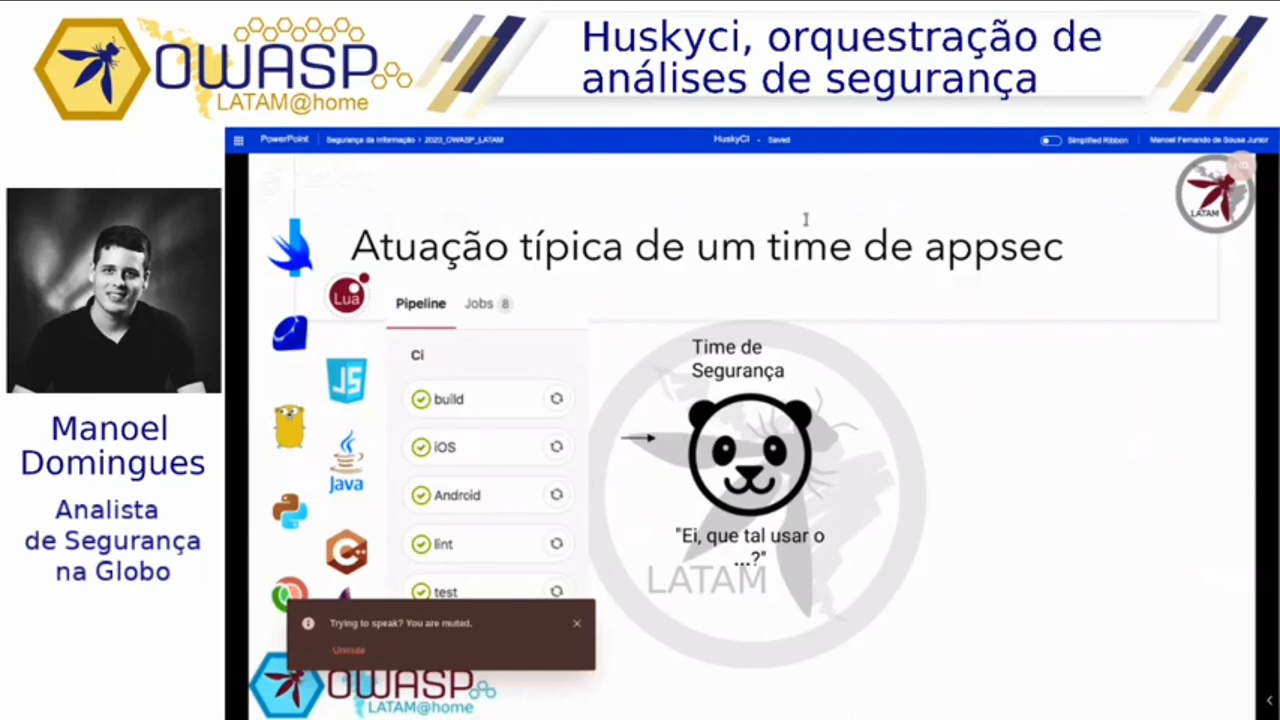 OWASP
LATAM@home
Huskyci, orquestração de
análises de segurança
PowerPoint
Segurança da Informação > 2020_OWASP_LATAM
HuskyCI - Saved
Simplified Ribbon
Manoel Fernando de Sousa Junior
LATAM
Atuação típica de um time de appsec
Lua
Pipeline
Jobs 8
Ci
build
iOS
Android
lint
test
JS
Java
C
Time de
Segurança
"Ei, que tal usar o
...?"
LATAM
Manoel
Domingues
Analista
de Segurança
na Globo
Trying to speak? You are muted.
Unmute
OWASP
LATAM@home